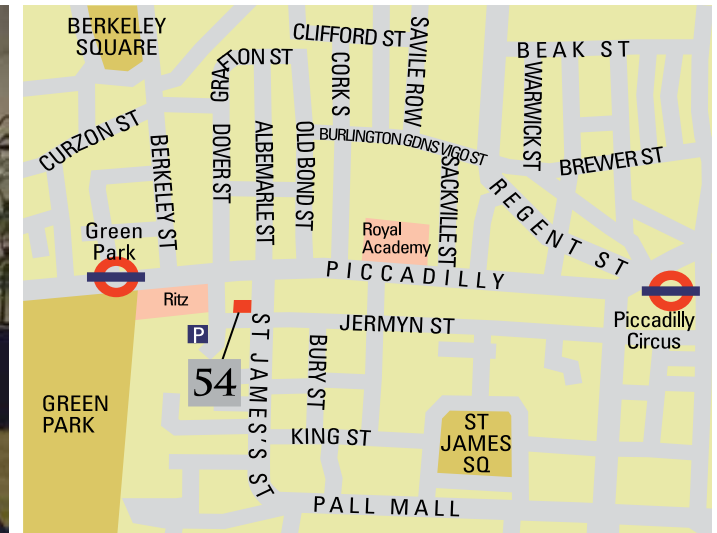 BERKELEY
SQUARE
CLIFFORD ST
SAVILE ROW
BEAK ST
GRAFTON ST
CORK S
WARWICK ST
CURZON ST
BERKELEY ST
DOVER ST
ALBEMARLE ST
OLD BOND ST
BURLINGTON GDNS VIGO ST
SACKVILLE ST
BREWER ST
REGENT ST
Green
Park
Royal
Academy
PICCADILLY
Ritz
P
JERMYN ST
Piccadilly
Circus
54
ST JAMES'S ST
BURY ST
GREEN
PARK
KING ST
ST
JAMES
SQ
PALL MALL